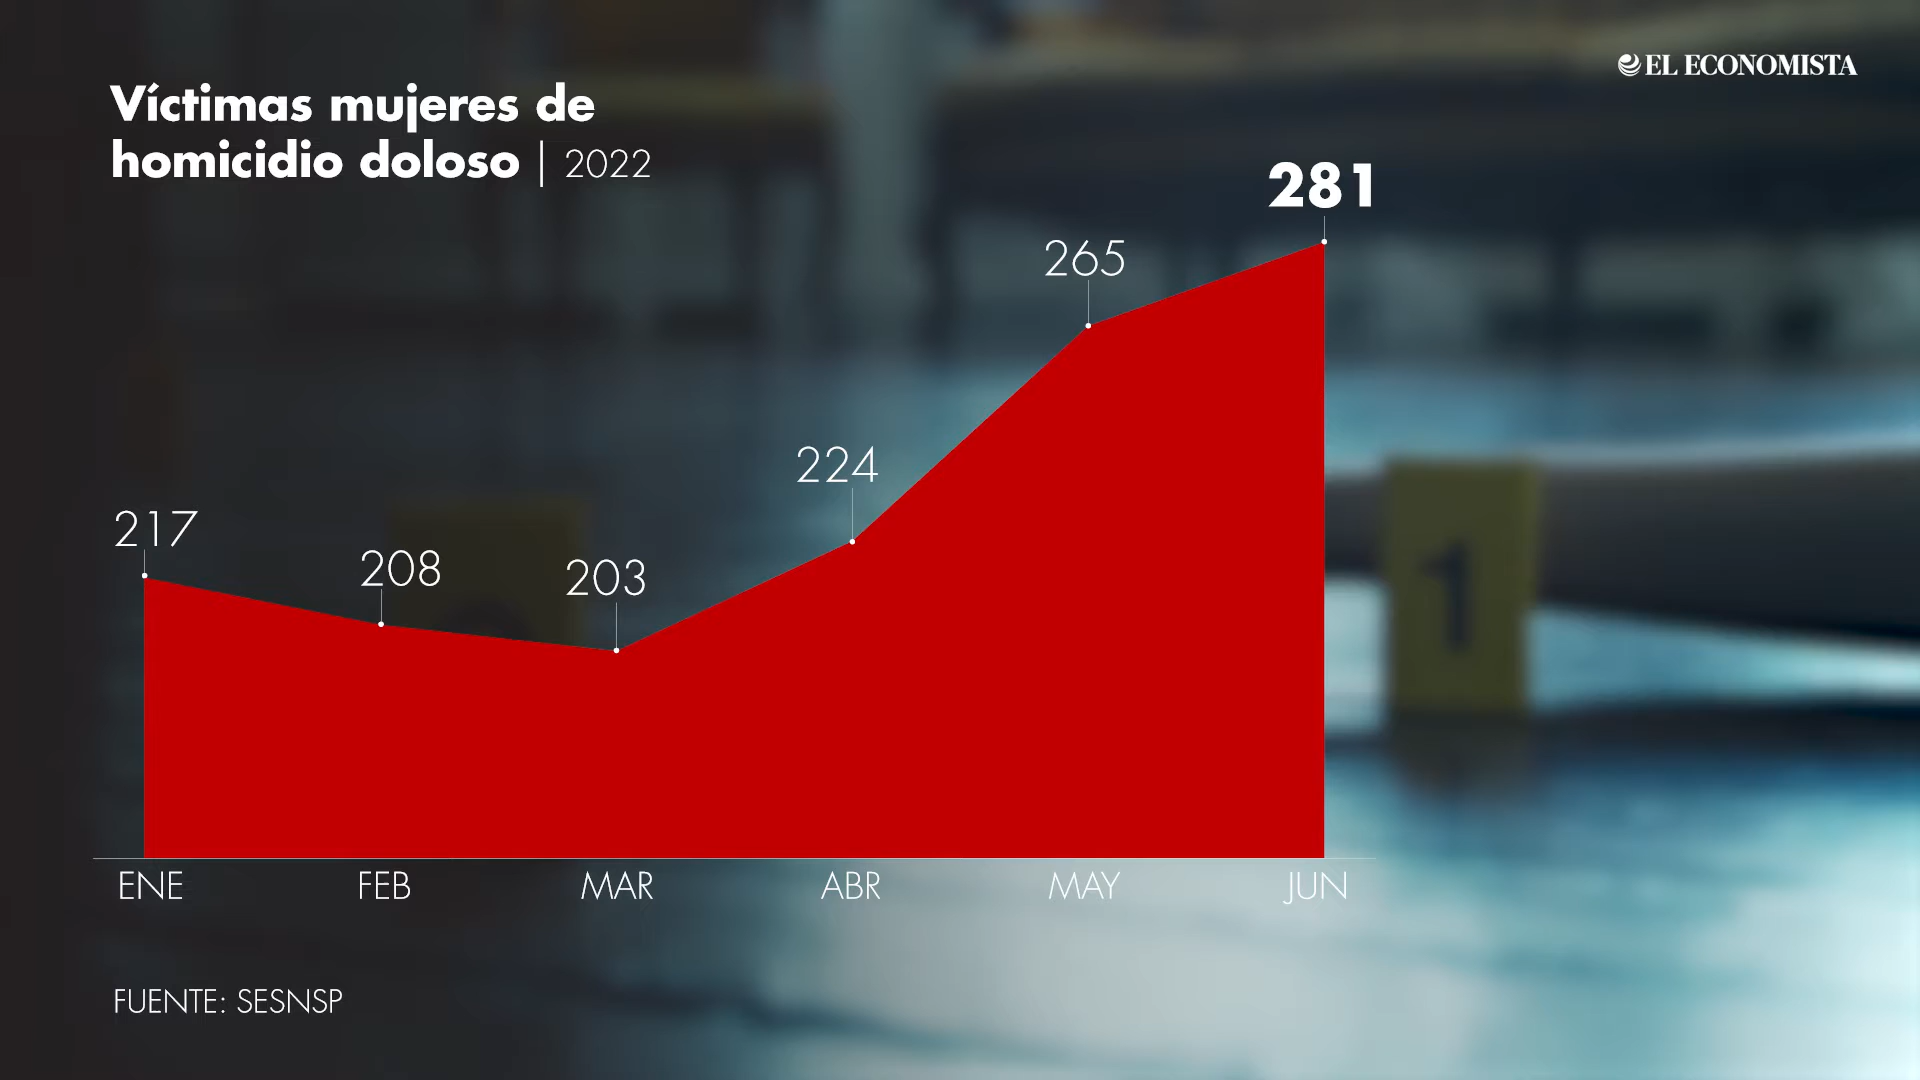 EL ECONOMISTA
Víctimas mujeres de
homicidio doloso | 2022
281
265
224
217
208
203
1
ENE FEB MAR ABR MAY JUN
FUENTE: SESNSP